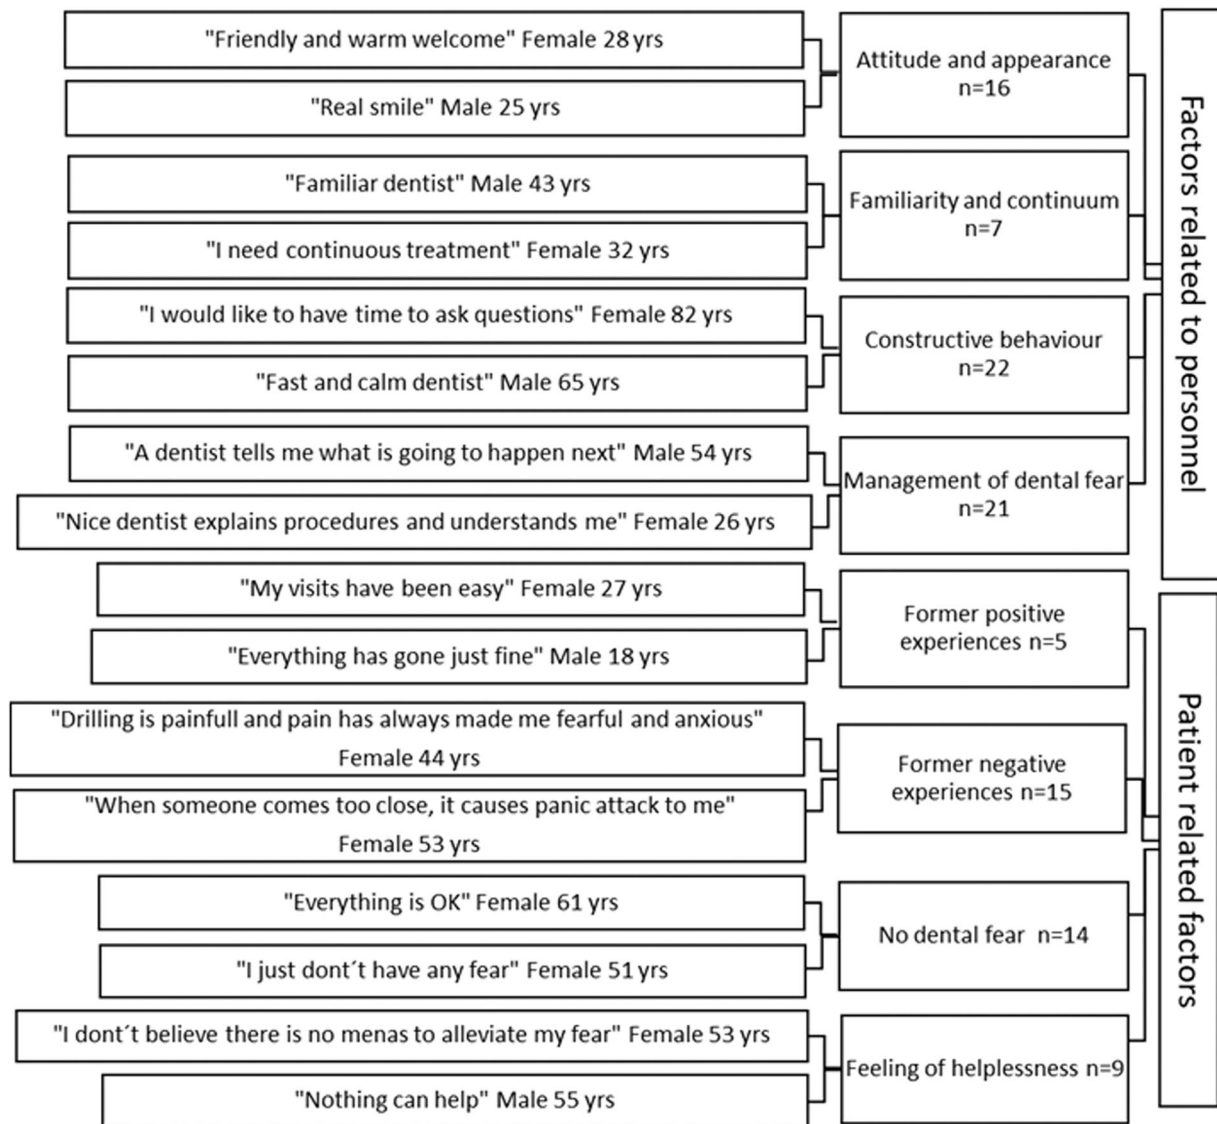 "Friendly and warm welcome" Female 28 yrs
"Real smile" Male 25 yrs
Attitude and appearance
n=16
"Familiar dentist" Male 43 yrs
"I need continuous treatment" Female 32 yrs
Familiarity and continuum
n=7
"I would like to have time to ask questions" Female 82 yrs
"Fast and calm dentist" Male 65 yrs
Constructive behaviour
n=22
"A dentist tells me what is going to happen next" Male 54 yrs
"Nice dentist explains procedures and understands me" Female 26 yrs
Management of dental fear
n=21
Factors related to personnel
"My visits have been easy" Female 27 yrs
"Everything has gone just fine" Male 18 yrs
Former positive
experiences n=5
"Drilling is painfull and pain has always made me fearful and anxious"
Female 44 yrs
"When someone comes too close, it causes panic attack to me"
Female 53 yrs
Former negative
experiences n=15
"Everything is OK" Female 61 yrs
"I just dont´t have any fear" Female 51 yrs
No dental fear n=14
"I dont´t believe there is no menas to alleviate my fear" Female 53 yrs
"Nothing can help" Male 55 yrs
Feeling of helplessness n=9
Patient related factors